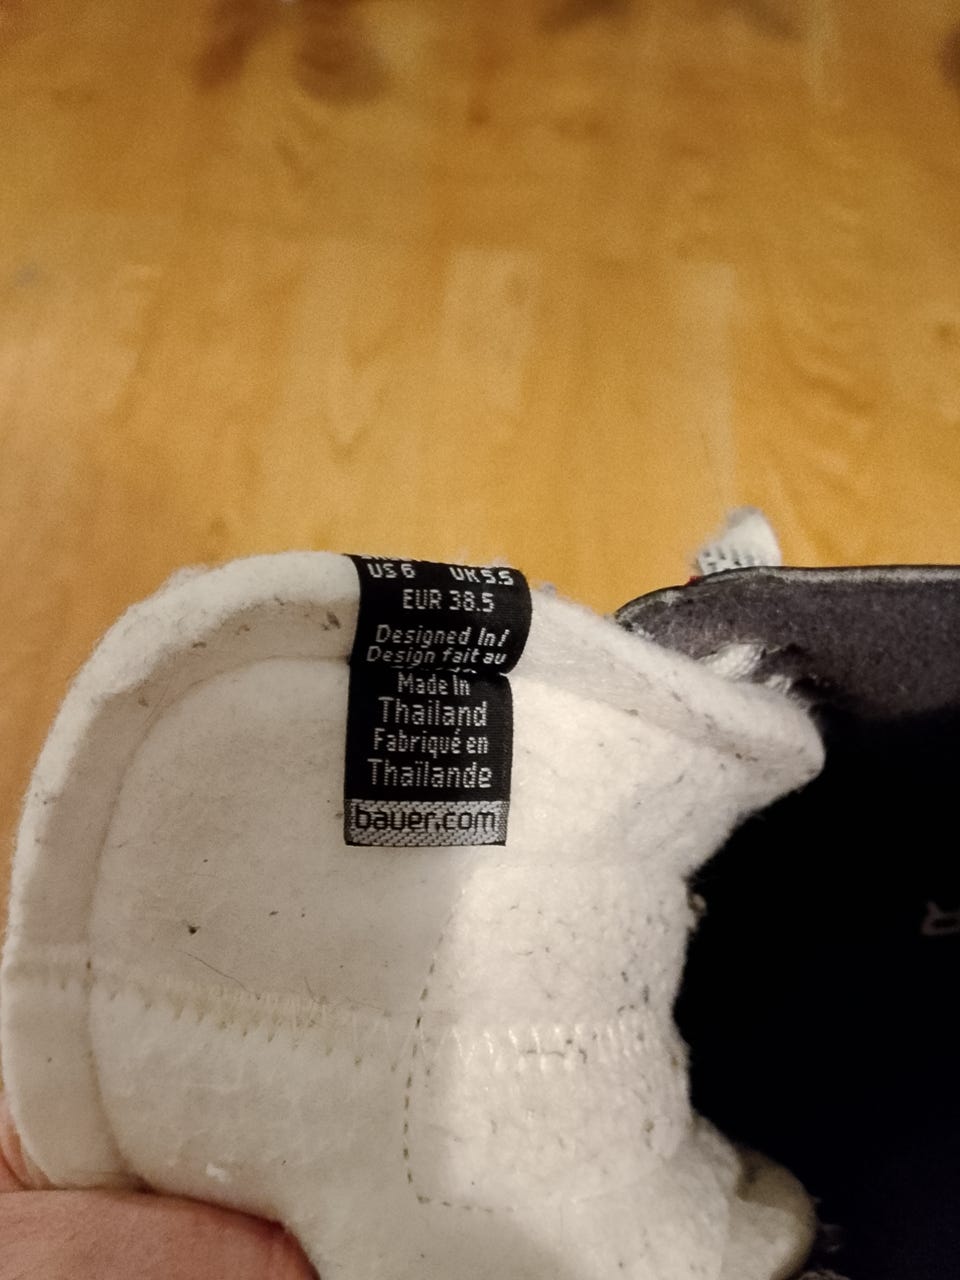 US 6 UK 5.5
EUR 38.5
Designed In/
Design fait au
Made In
Thailand
Fabriqué en
Thaïlande
bauer.com
R